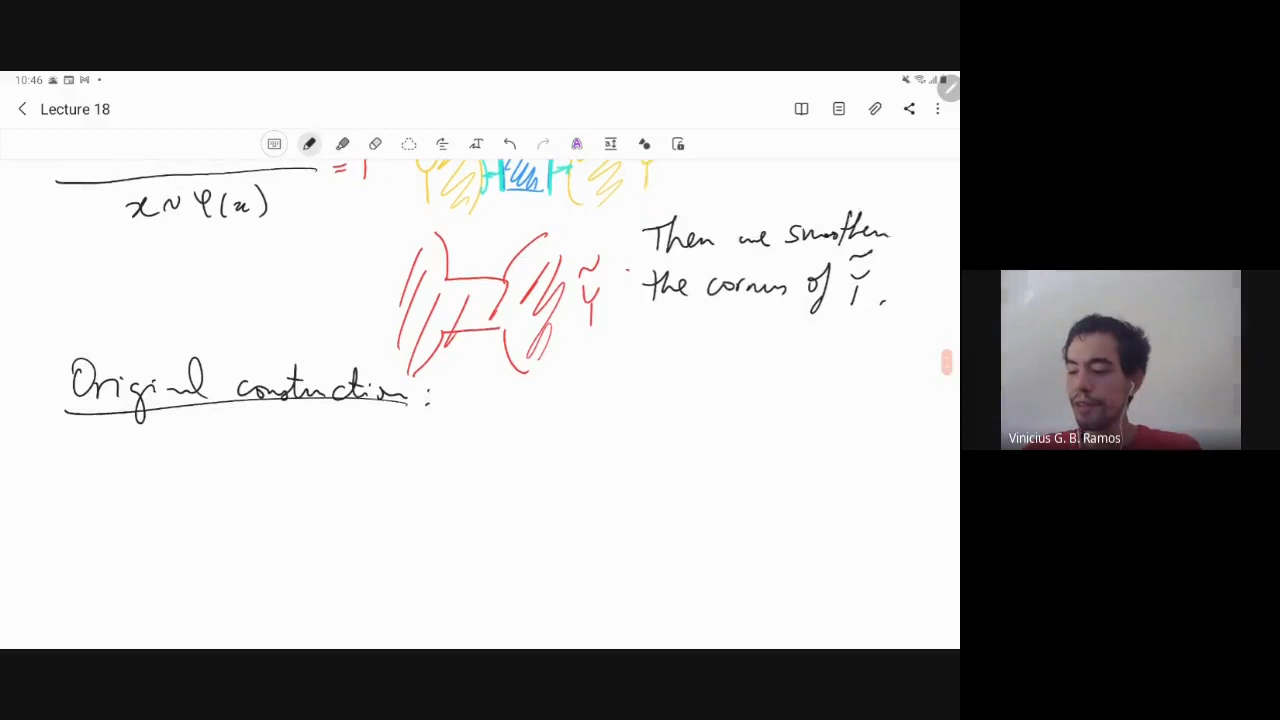 10:46
Lecture 18
= Y
Y
Y
x ~ φ(x)
Then we smoothen
the corners of Ỹ.
Ỹ
Original construction:
Vinicius G. B. Ramos